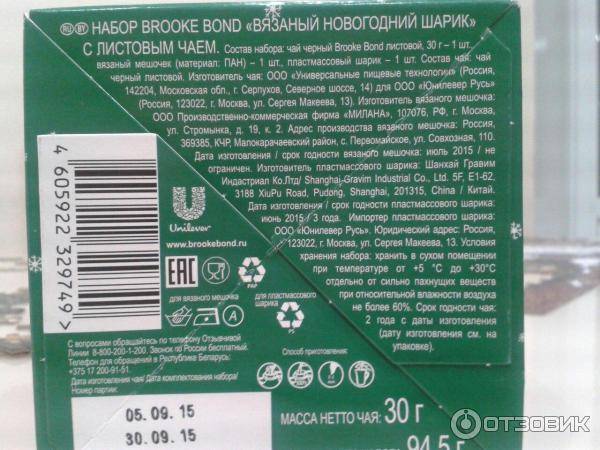 RU BY НАБОР BROOKE BOND «ВЯЗАНЫЙ НОВОГОДНИЙ ШАРИК»
С ЛИСТОВЫМ ЧАЕМ. Состав набора: чай черный Brooke Bond листовой, 30 г – 1 шт.,
вязаный мешочек (материал: ПАН) – 1 шт., пластмассовый шарик – 1 шт. Состав чая: чай
черный листовой. Изготовитель чая: ООО «Универсальные пищевые технологии» (Россия,
142204, Московская обл., г. Серпухов, Северное шоссе, 14) для ООО «Юнилевер Русь»
(Россия, 123022, г. Москва, ул. Сергея Макеева, 13). Изготовитель вязаного мешочка:
ООО Производственно-коммерческая фирма «МИЛАНА», 107076, РФ, г. Москва,
ул. Стромынка, д. 19, к. 2. Адрес производства вязаного мешочка: Россия,
369385, КЧР, Малокарачаевский район, с. Первомайское, ул. Совхозная, 110.
Дата изготовления / срок годности вязаного мешочка: июль 2015 / не
ограничен. Изготовитель пластмассового шарика: Шанхай Гравим
Индастриал Ко.Лтд/ Shanghai-Gravim Industrial Co., Ltd. 5F, E1-62,
3188 XiuPu Road, Pudong, Shanghai, 201315, China / Китай.
Дата изготовления / срок годности пластмассового шарика:
июнь 2015 / 3 года. Импортер пластмассового шарика:
ООО «Юнилевер Русь». Юридический адрес: Россия,
123022, г. Москва, ул. Сергея Макеева, 13. Условия
хранения набора: хранить в сухом помещении
при температуре от +5 °C до +30°C
отдельно от сильно пахнущих веществ
при относительной влажности воздуха
не более 60%. Срок годности чая:
2 года с даты изготовления
(дату изготовления см. на
упаковке).
4 605922 329749 >
Unilever
www.brookebond.ru
EAC
PAP
для вязаного мешочка
для пластмассового
шарика
A
PS
С вопросами обращайтесь по телефону Отзывчивой
Линии 8-800-200-1-200. Звонок по России бесплатный.
Телефон для обращений в Республике Беларусь:
+375 17 200-91-51.
Дата изготовления чая/ Дата комплектования набора/
Номер партии:
Способ приготовления:
05. 09. 15
30. 09. 15
МАССА НЕТТО ЧАЯ: 30 г
94,5 г
ОТЗОВИК